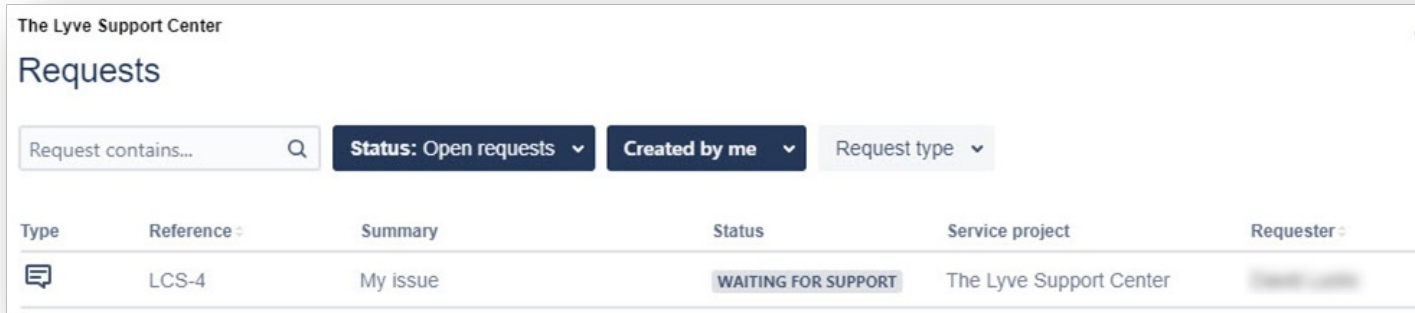 The Lyve Support Center
Requests
Request contains... Status: Open requests Created by me Request type
Type Reference Summary Status Service project Requester
LCS-4 My issue WAITING FOR SUPPORT The Lyve Support Center